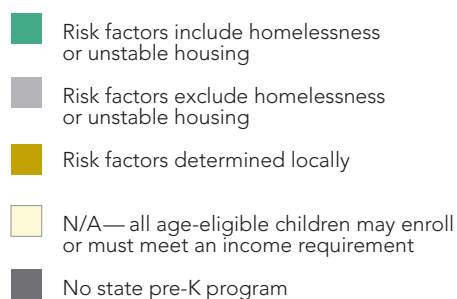 Risk factors include homelessness
or unstable housing
Risk factors exclude homelessness
or unstable housing
Risk factors determined locally
N/A— all age-eligible children may enroll
or must meet an income requirement
No state pre-K program